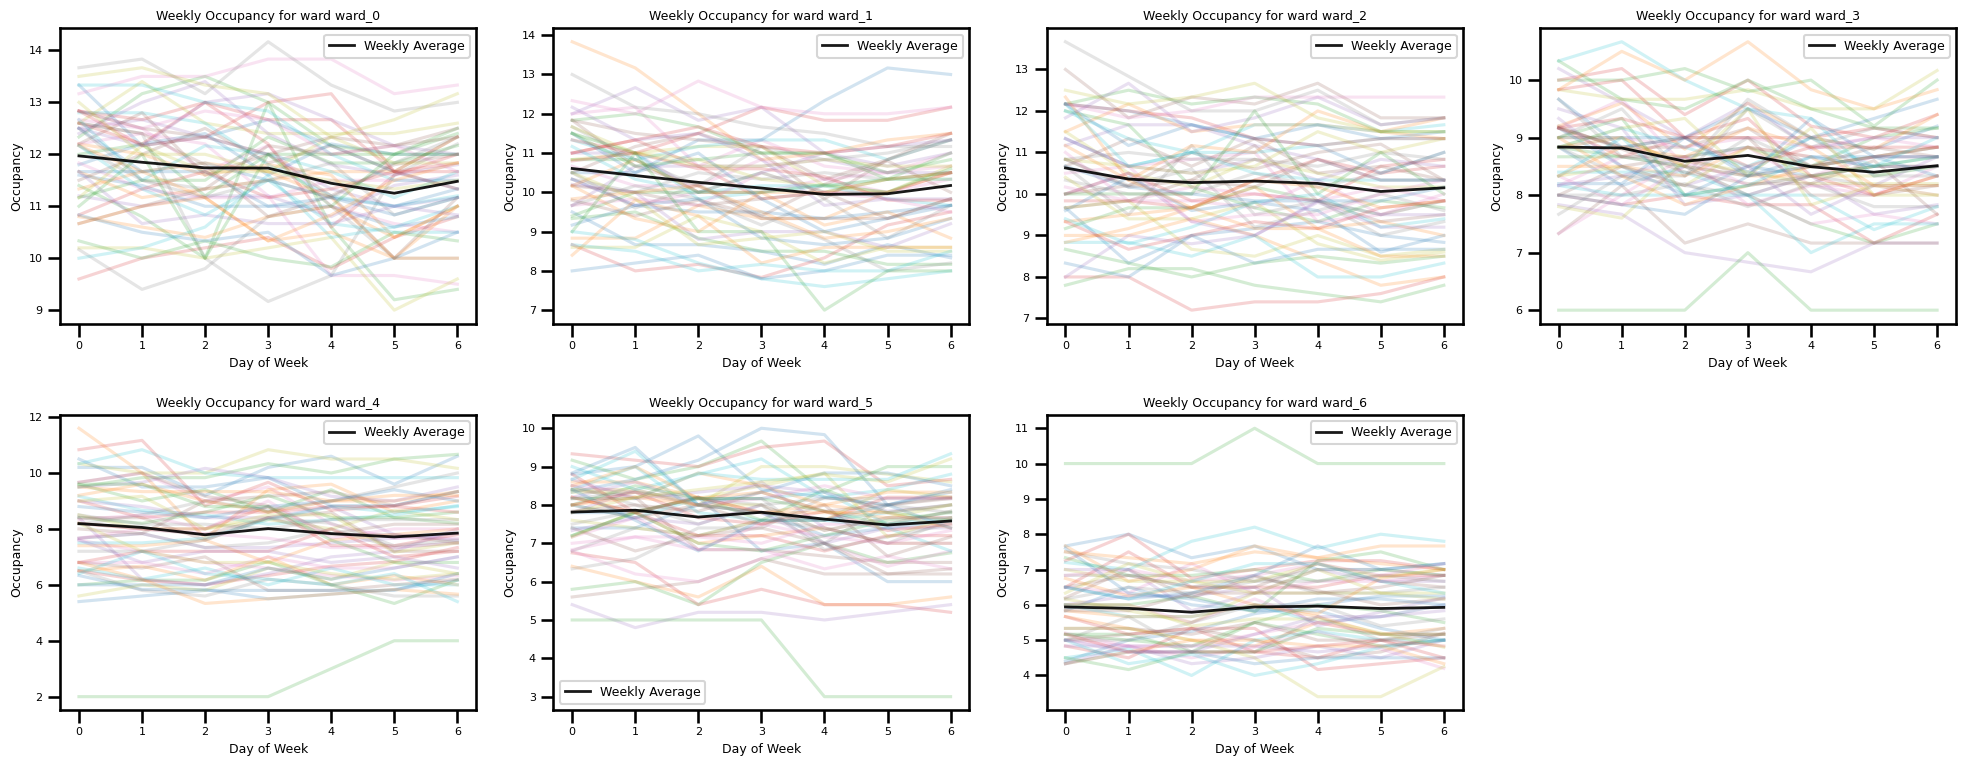 Weekly Occupancy for ward ward_0
Weekly Average
Occupancy
14
13
12
11
10
9
0 1 2 3 4 5 6
Day of Week
Weekly Occupancy for ward ward_1
Weekly Average
Occupancy
14
13
12
11
10
9
8
7
0 1 2 3 4 5 6
Day of Week
Weekly Occupancy for ward ward_2
Weekly Average
Occupancy
13
12
11
10
9
8
7
0 1 2 3 4 5 6
Day of Week
Weekly Occupancy for ward ward_3
Weekly Average
Occupancy
10
9
8
7
6
0 1 2 3 4 5 6
Day of Week
Weekly Occupancy for ward ward_4
Weekly Average
Occupancy
12
10
8
6
4
2
0 1 2 3 4 5 6
Day of Week
Weekly Occupancy for ward ward_5
Occupancy
10
9
8
7
6
5
4
3
Weekly Average
0 1 2 3 4 5 6
Day of Week
Weekly Occupancy for ward ward_6
Weekly Average
Occupancy
11
10
9
8
7
6
5
4
0 1 2 3 4 5 6
Day of Week